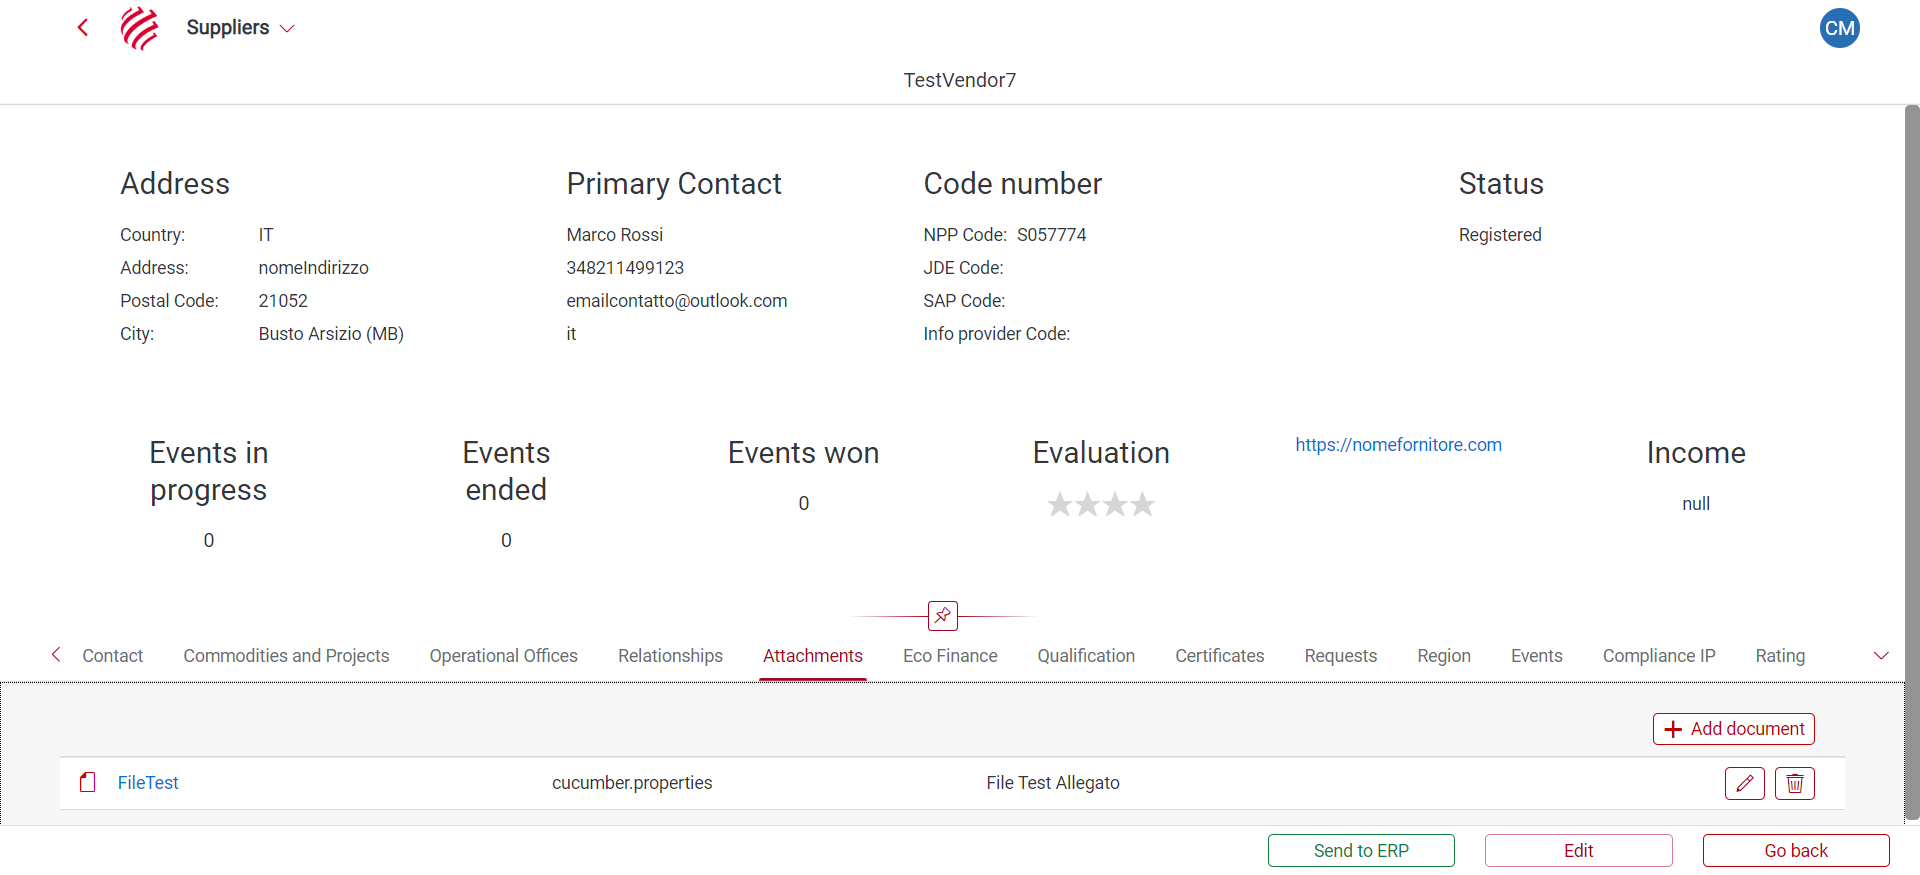 Suppliers
CM
TestVendor7
Address
Country: IT
Address: nomeIndirizzo
Postal Code: 21052
City: Busto Arsizio (MB)
Primary Contact
Marco Rossi
348211499123
emailcontatto@outlook.com
it
Code number
NPP Code: S057774
JDE Code:
SAP Code:
Info provider Code:
Status
Registered
Events in
progress
0
Events
ended
0
Events won
0
Evaluation
https://nomefornitore.com
Income
null
Contact Commodities and Projects Operational Offices Relationships Attachments Eco Finance Qualification Certificates Requests Region Events Compliance IP Rating
Add document
FileTest cucumber.properties File Test Allegato
Send to ERP Edit Go back